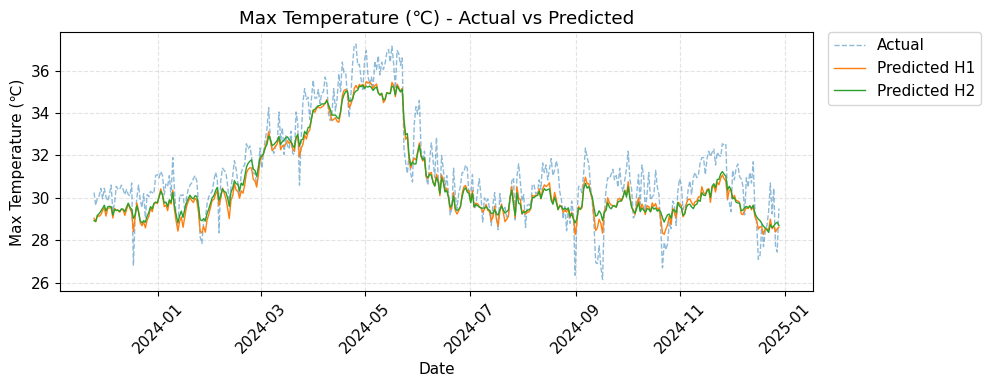 Max Temperature (°C) - Actual vs Predicted
Actual
Predicted H1
Predicted H2
Max Temperature (°C)
36
34
32
30
28
26
2024-01
2024-03
2024-05
2024-07
2024-09
2024-11
2025-01
Date